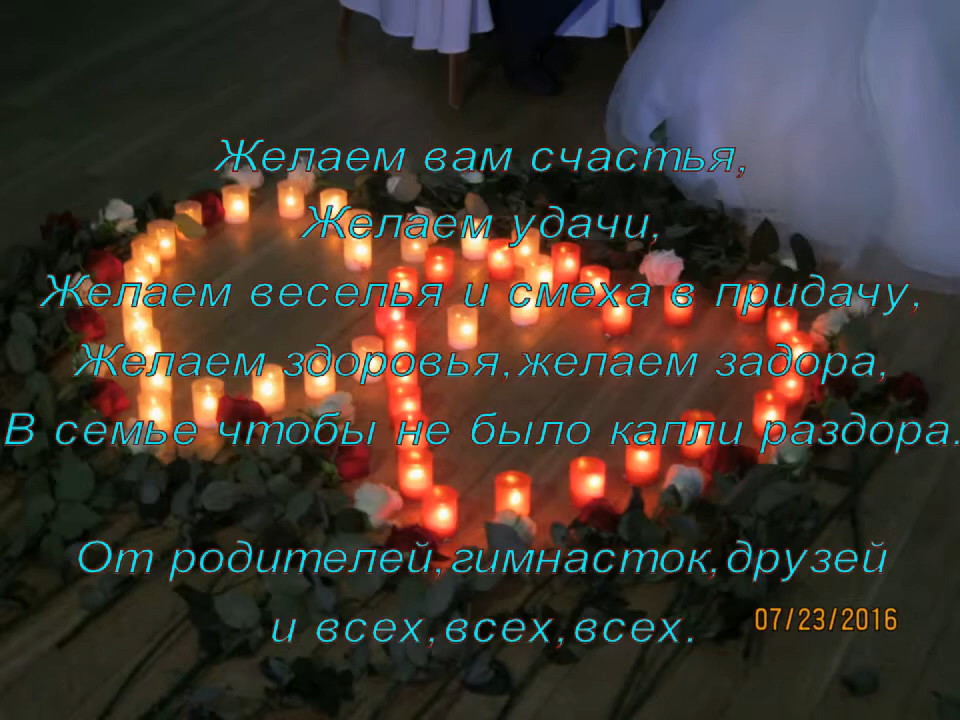 Желаем вам счастья,
Желаем удачи,
Желаем веселья и смеха в придачу,
Желаем здоровья,желаем задора,
В семье чтобы не было капли раздора.
От родителей,гимнасток,друзей
и всех,всех,всех.
07/23/2016